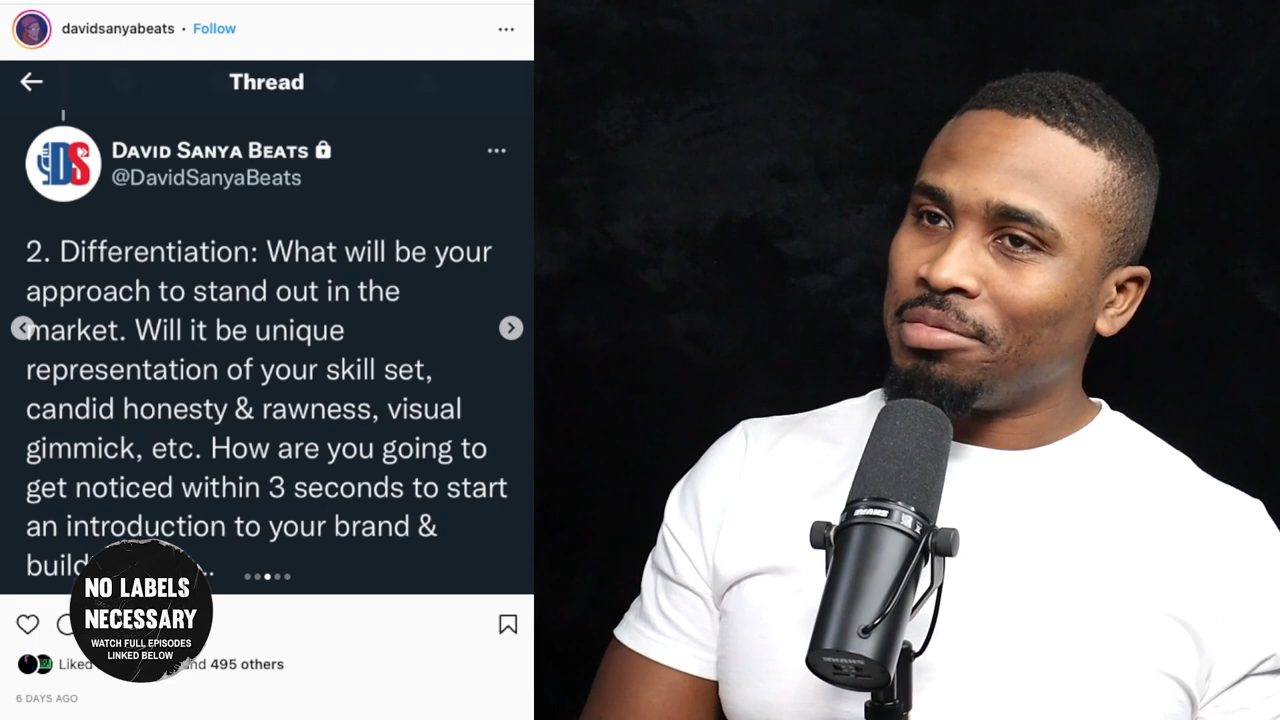 davidsanyabeats • Follow
Thread
DAVID SANYA BEATS
@DavidSanyaBeats
2. Differentiation: What will be your
approach to stand out in the
market. Will it be unique
representation of your skill set,
candid honesty & rawness, visual
gimmick, etc. How are you going to
get noticed within 3 seconds to start
an introduction to your brand &
build
NO LABELS
NECESSARY
WATCH FULL EPISODES
LINKED BELOW
Liked
495 others
6 DAYS AGO
DS
SHURE